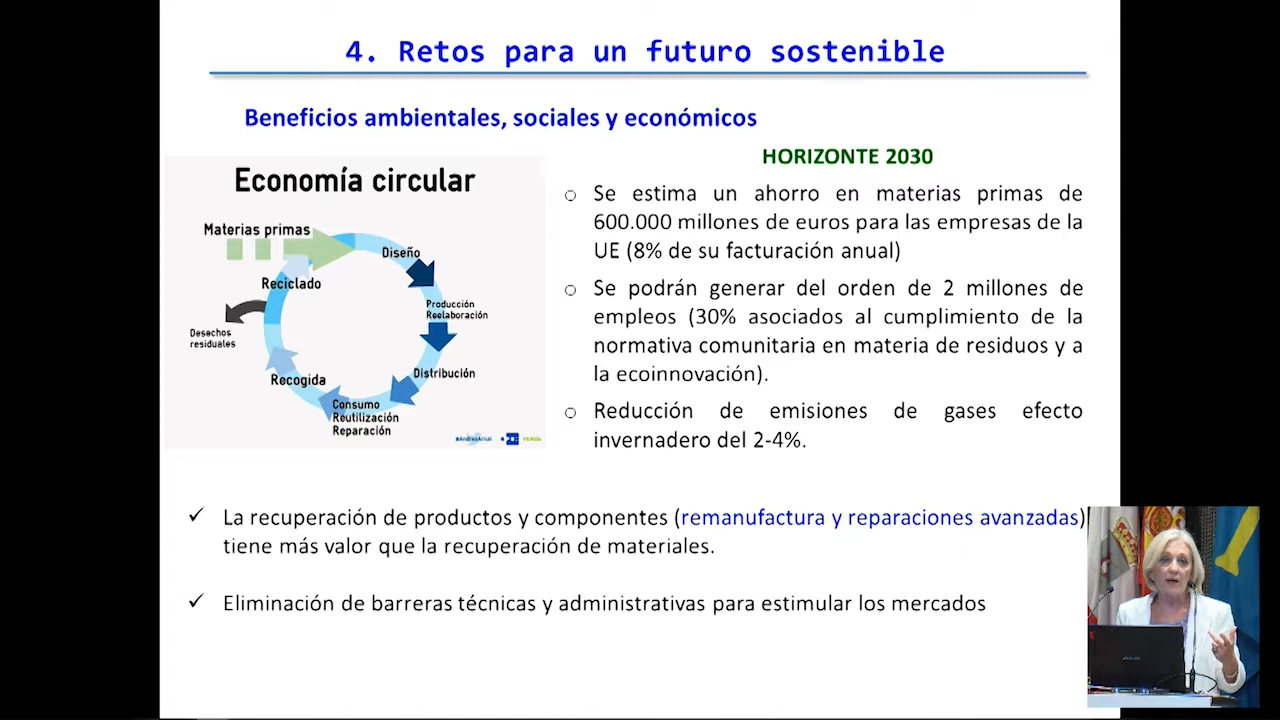 4. Retos para un futuro sostenible
Beneficios ambientales, sociales y económicos
Economía circular
Materias primas
Diseño
Reciclado
Producción
Reelaboración
Desechos
residuales
Distribución
Recogida
Consumo
Reutilización
Reparación
VERDE
HORIZONTE 2030
Se estima un ahorro en materias primas de
600.000 millones de euros para las empresas de la
UE (8% de su facturación anual)
Se podrán generar del orden de 2 millones de
empleos (30% asociados al cumplimiento de la
normativa comunitaria en materia de residuos y a
la ecoinnovación).
Reducción de emisiones de gases efecto
invernadero del 2-4%.
✓ La recuperación de productos y componentes (remanufactura y reparaciones avanzadas)
tiene más valor que la recuperación de materiales.
✓ Eliminación de barreras técnicas y administrativas para estimular los mercados